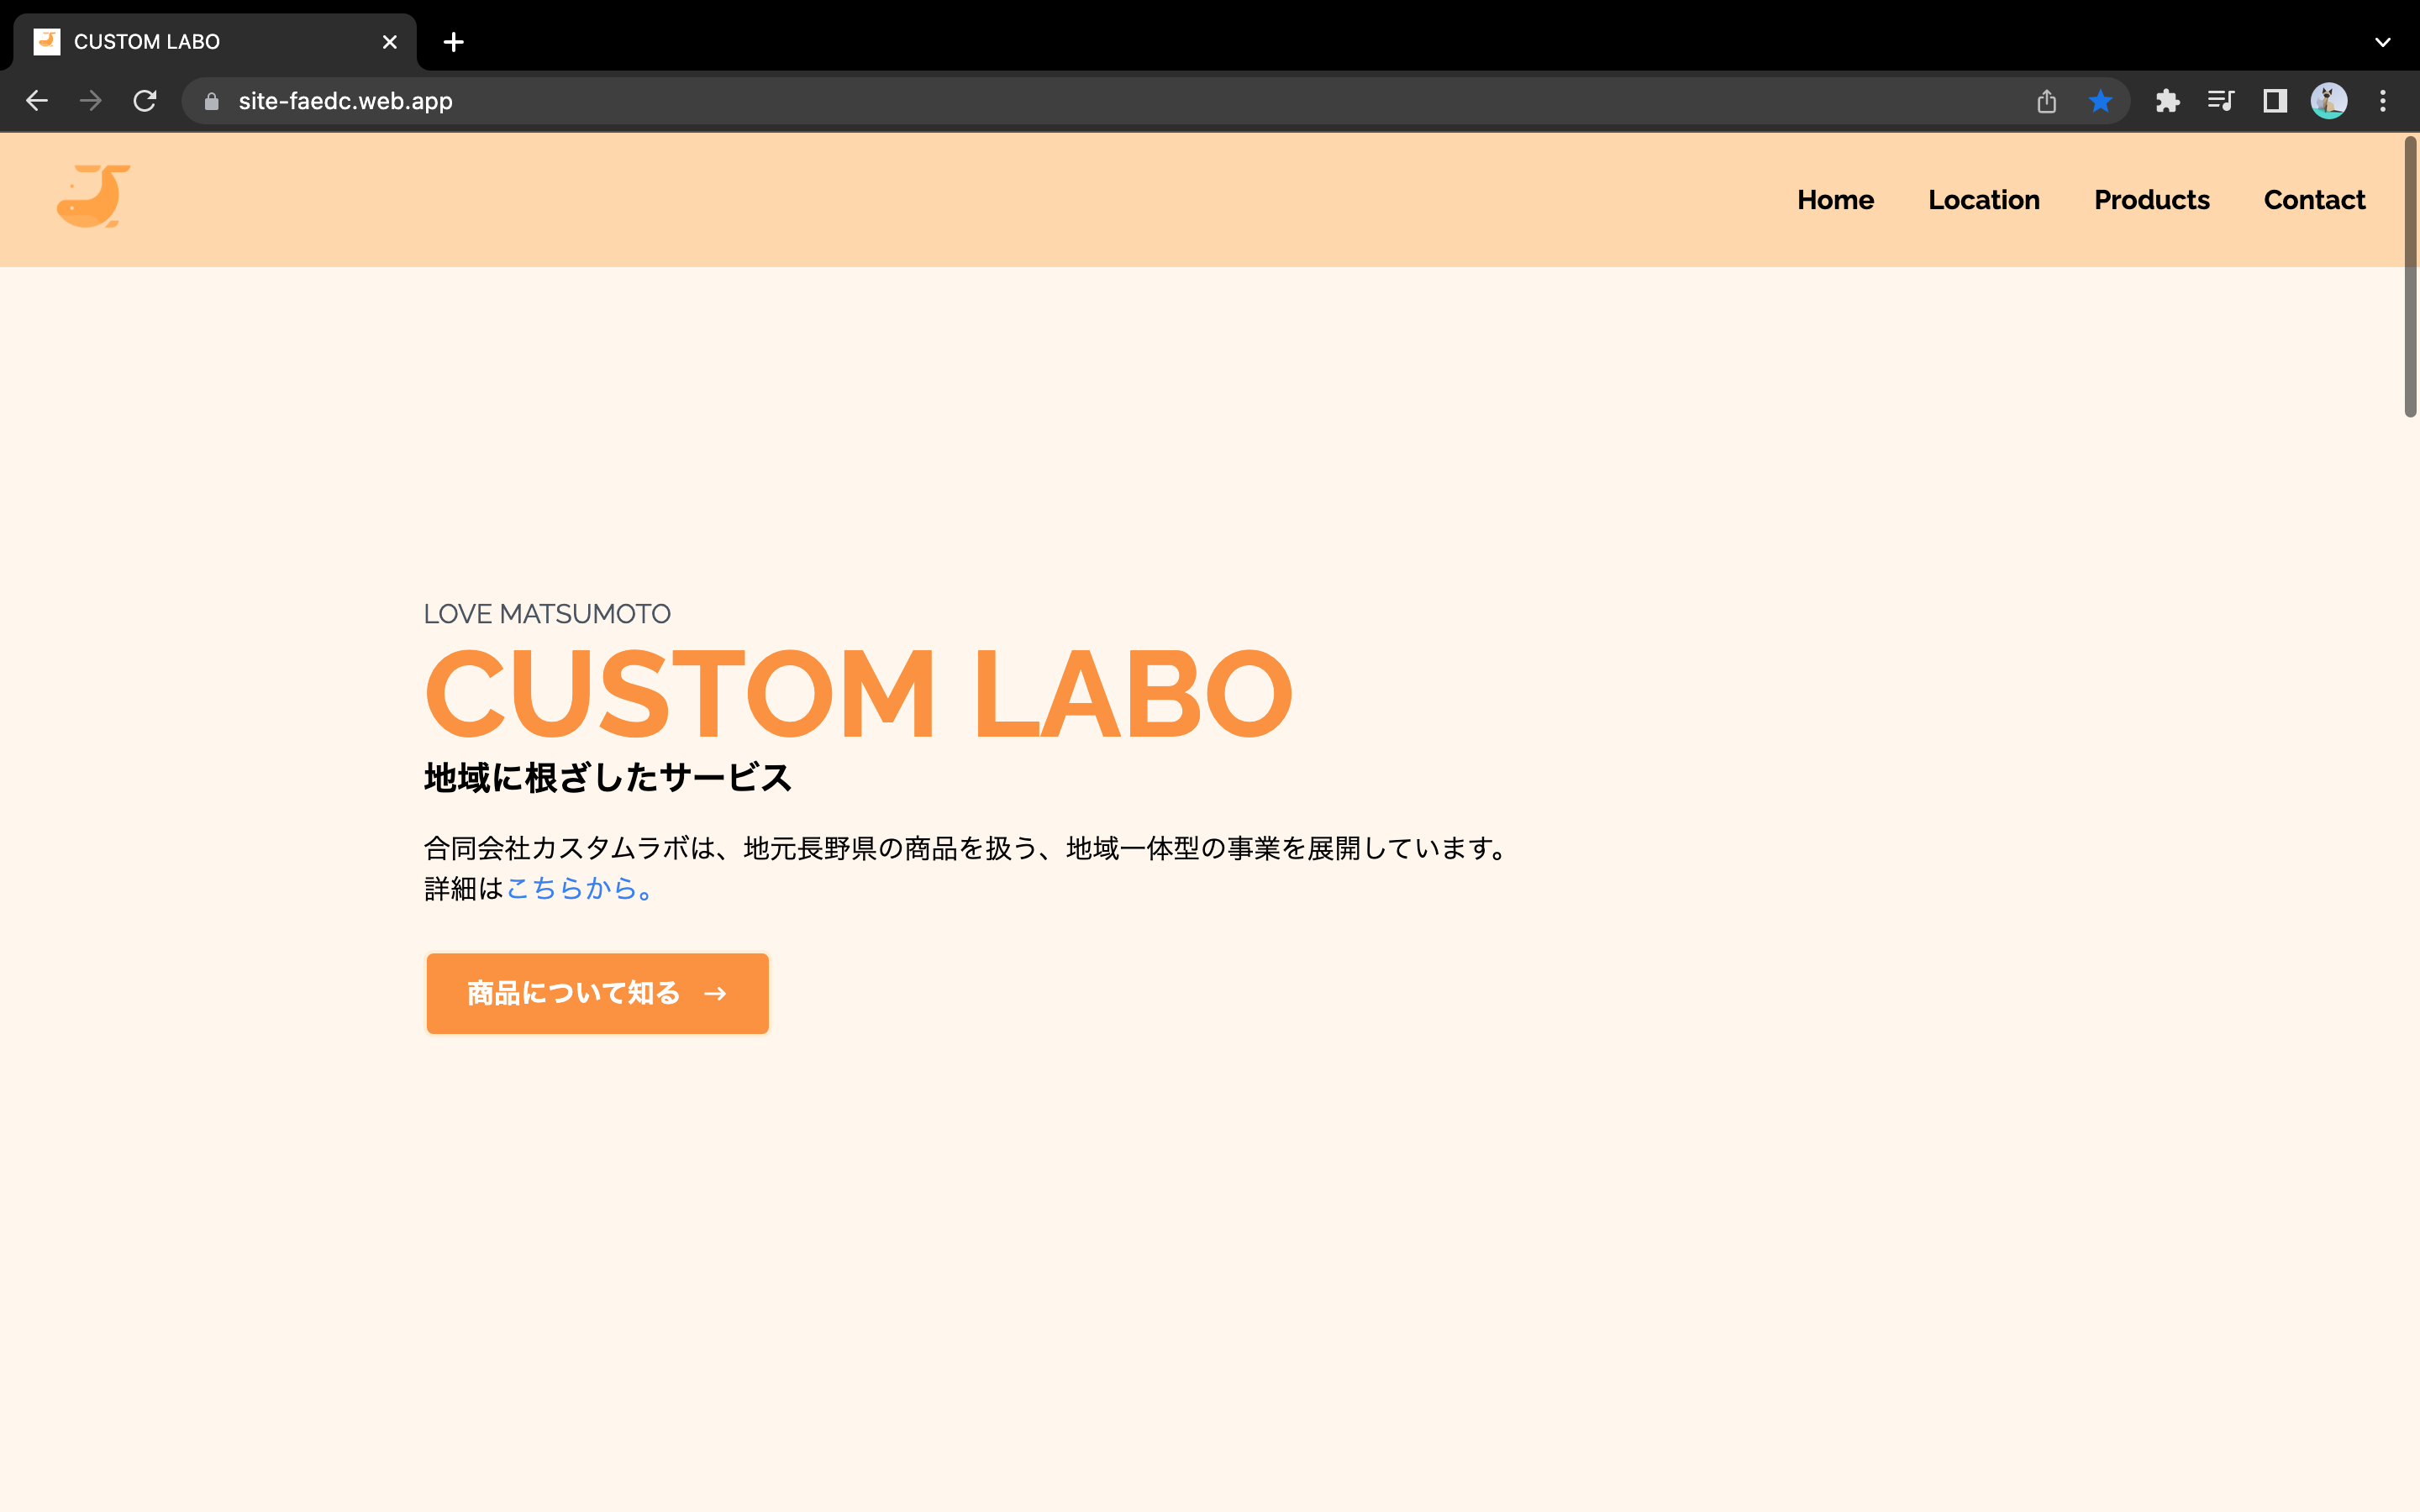 CUSTOM LABO
site-faedc.web.app
Home Location Products Contact
LOVE MATSUMOTO
CUSTOM LABO
地域に根ざしたサービス
合同会社カスタムラボは、地元長野県の商品を扱う、地域一体型の事業を展開しています。
詳細はこちらから。
商品について知る →